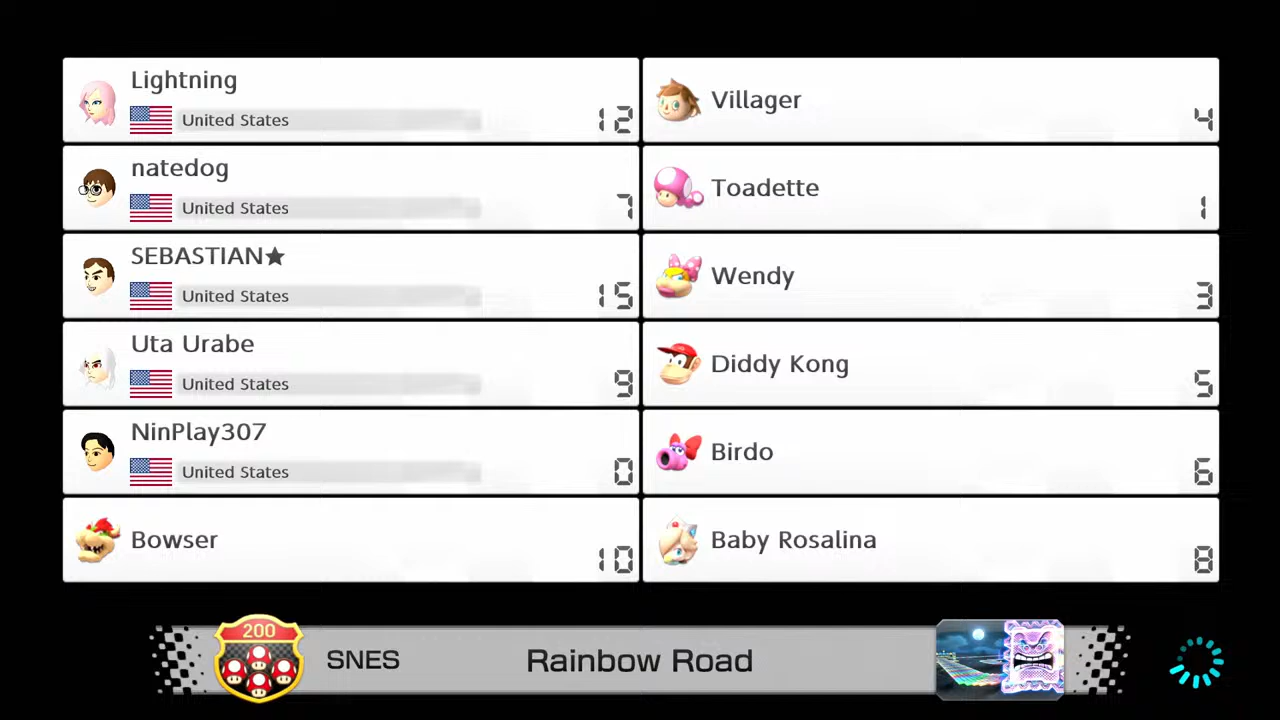 Lightning
United States
12
natedog
United States
7
SEBASTIAN★
United States
15
Uta Urabe
United States
9
NinPlay307
United States
0
Bowser
10
Villager
4
Toadette
1
Wendy
3
Diddy Kong
5
Birdo
6
Baby Rosalina
8
200
SNES
Rainbow Road